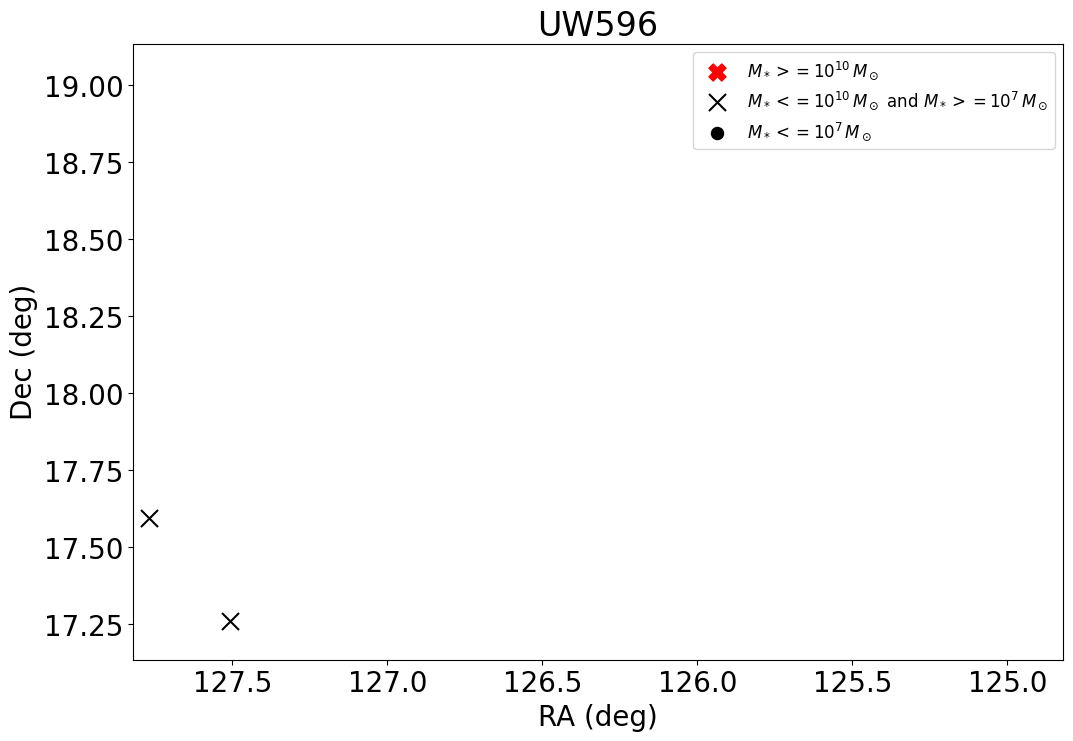 UW596
M* >= 10^10 M⊙
M* <= 10^10 M⊙ and M* >= 10^7 M⊙
M* <= 10^7 M⊙
19.00
18.75
18.50
18.25
18.00
17.75
17.50
17.25
Dec (deg)
127.5 127.0 126.5 126.0 125.5 125.0
RA (deg)